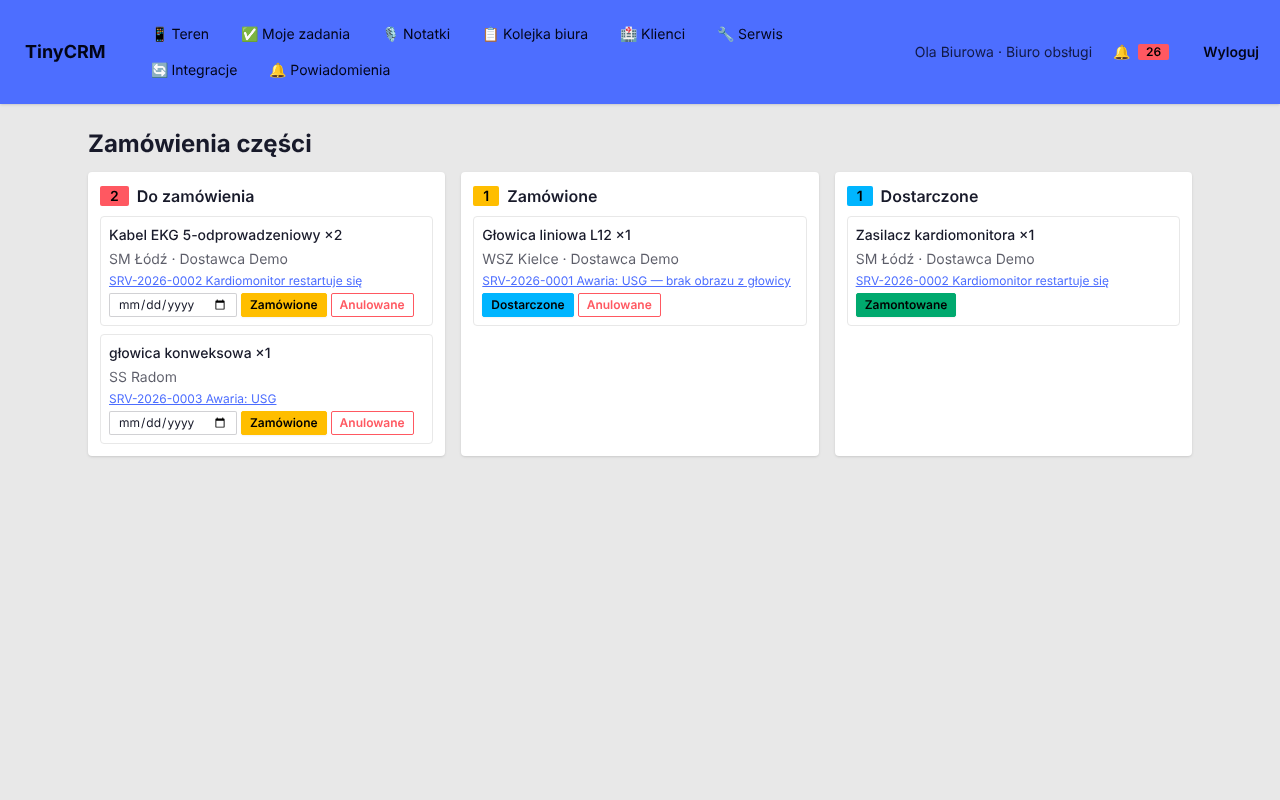 TinyCRM
📱 Teren
✅ Moje zadania
🎙️ Notatki
📋 Kolejka biura
🏥 Klienci
🔧 Serwis
🔄 Integracje
🔔 Powiadomienia
Ola Biurowa · Biuro obsługi
🔔 26
Wyloguj
Zamówienia części
2 Do zamówienia
Kabel EKG 5-odprowadzeniowy ×2
SM Łódź · Dostawca Demo
SRV-2026-0002 Kardiomonitor restartuje się
mm/dd/yyyy Zamówione Anulowane
głowica konweksowa ×1
SS Radom
SRV-2026-0003 Awaria: USG
mm/dd/yyyy Zamówione Anulowane
1 Zamówione
Głowica liniowa L12 ×1
WSZ Kielce · Dostawca Demo
SRV-2026-0001 Awaria: USG — brak obrazu z głowicy
Dostarczone Anulowane
1 Dostarczone
Zasilacz kardiomonitora ×1
SM Łódź · Dostawca Demo
SRV-2026-0002 Kardiomonitor restartuje się
Zamontowane